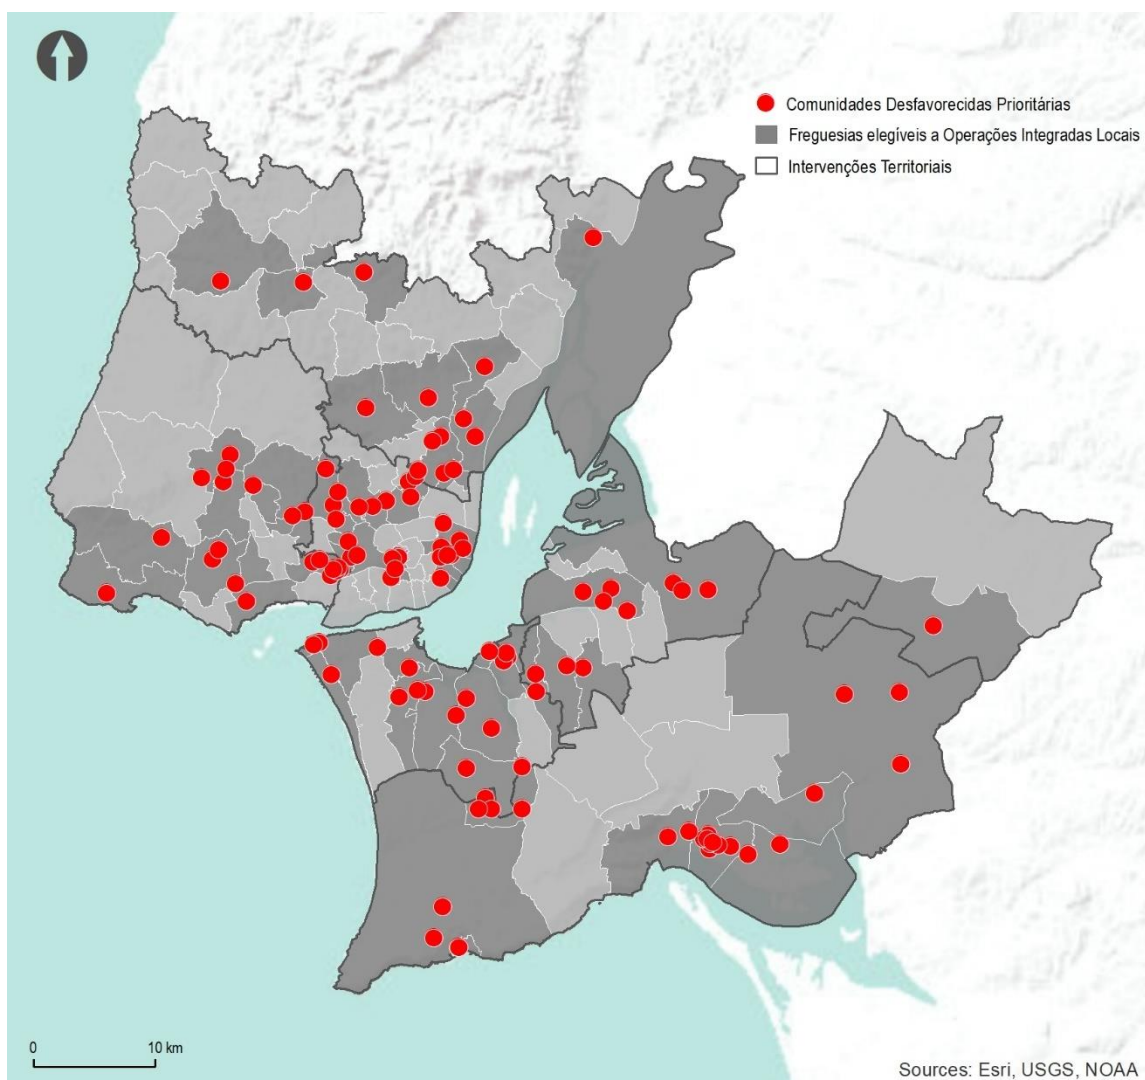 Comunidades Desfavorecidas Prioritárias
Freguesias elegíveis a Operações Integradas Locais
Intervenções Territoriais
0 10 km
Sources: Esri, USGS, NOAA